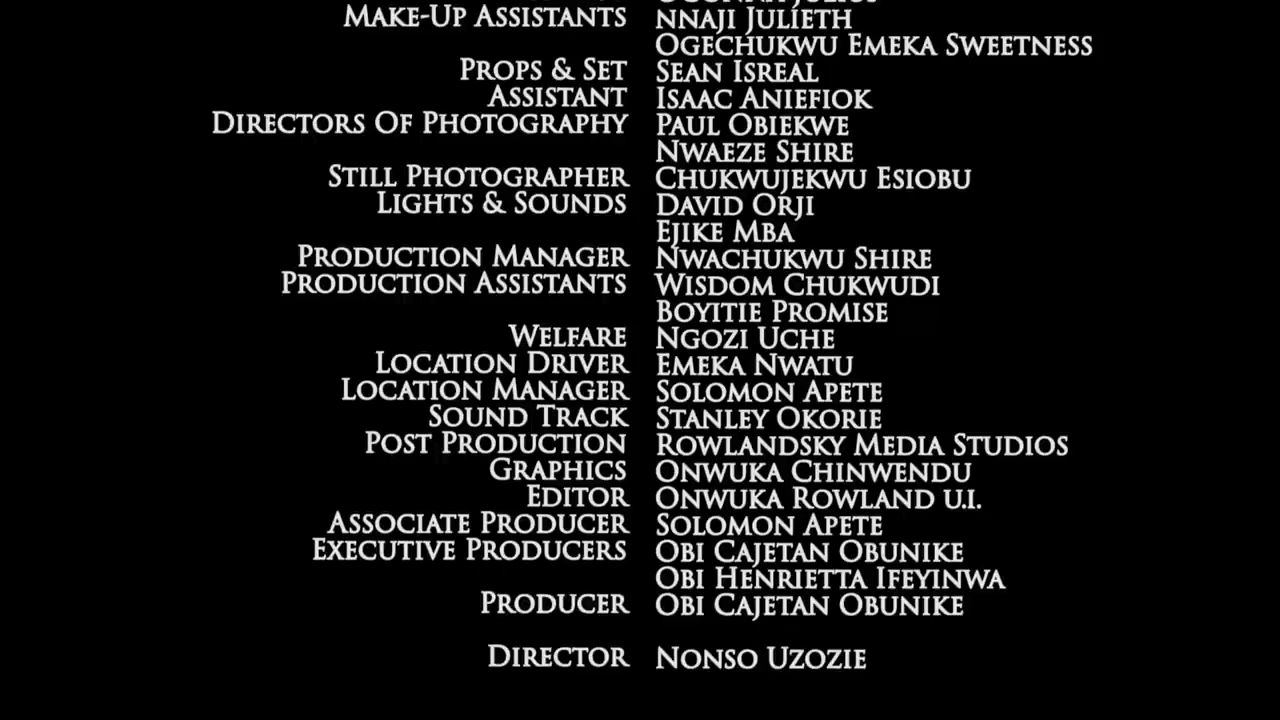 Make-Up Assistants nnaji Julieth
Ogechukwu Emeka Sweetness
Props & Set Sean Isreal
Assistant Isaac Aniefiok
Directors Of Photography Paul Obiekwe
Nwaeze Shire
Still Photographer Chukwujekwu Esiobu
Lights & Sounds David Orji
Ejike Mba
Production Manager Nwachukwu Shire
Production Assistants Wisdom Chukwudi
Boyitie Promise
Welfare Ngozi Uche
Location Driver Emeka Nwatu
Location Manager Solomon Apete
Sound Track Stanley Okorie
Post Production Rowlandsky Media Studios
Graphics Onwuka Chinwendu
Editor Onwuka Rowland u.i.
Associate Producer Solomon Apete
Executive Producers Obi Cajetan Obunike
Obi Henrietta Ifeyinwa
Producer Obi Cajetan Obunike
Director Nonso Uzozie